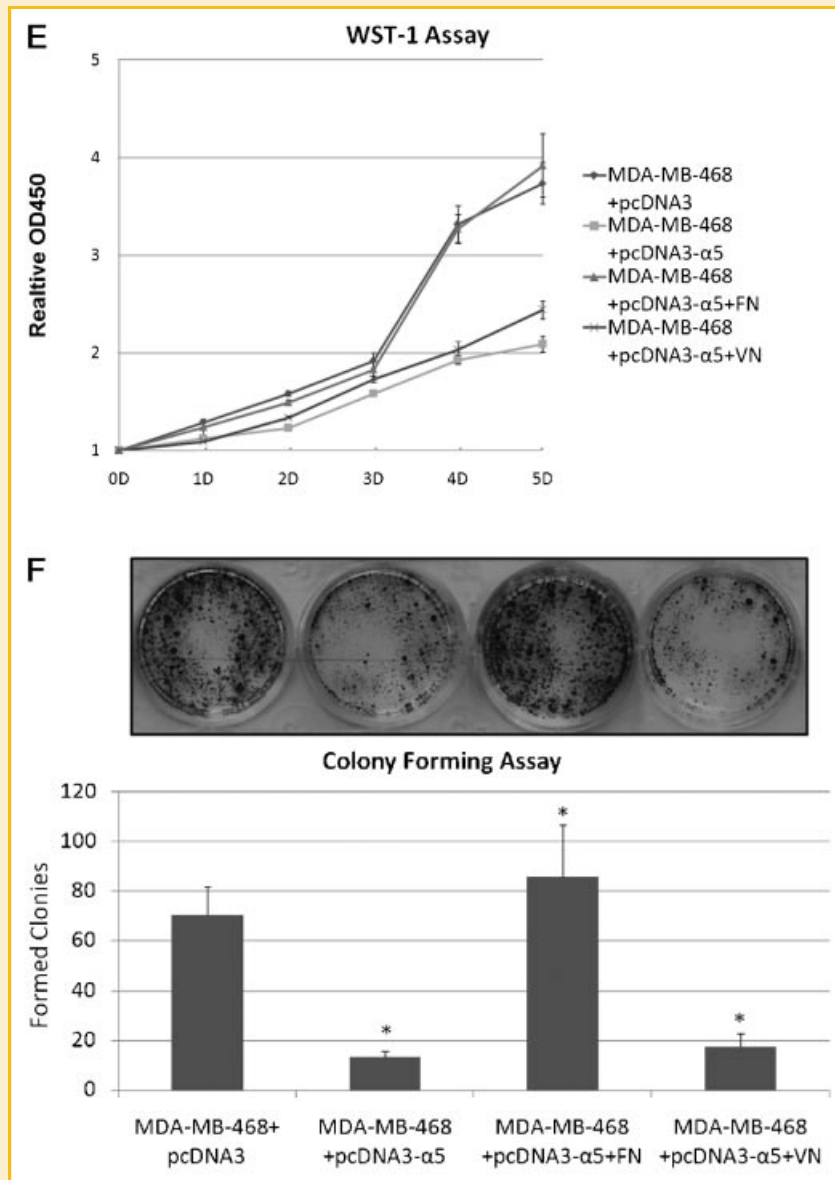 E
WST-1 Assay
Realtive OD450
5
4
3
2
1
0D 1D 2D 3D 4D 5D
MDA-MB-468
+pcDNA3
MDA-MB-468
+pcDNA3-α5
MDA-MB-468
+pcDNA3-α5+FN
MDA-MB-468
+pcDNA3-α5+VN
F
Colony Forming Assay
Formed Clonies
120
100
80
60
40
20
0
*
*
*
MDA-MB-468+
pcDNA3
MDA-MB-468
+pcDNA3-α5
MDA-MB-468
+pcDNA3-α5+FN
MDA-MB-468
+pcDNA3-α5+VN